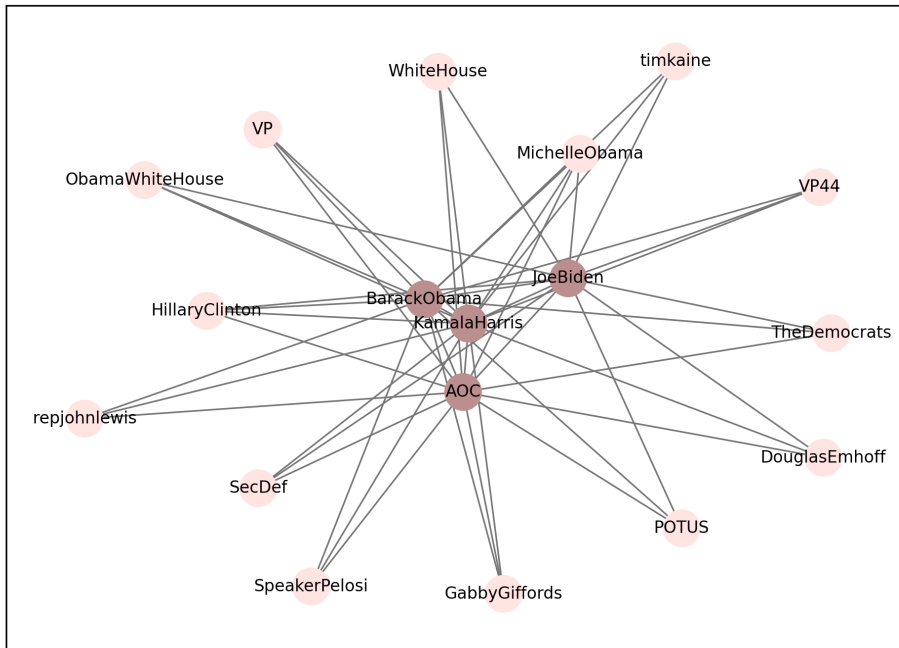 timkaine
WhiteHouse
VP
MichelleObama
ObamaWhiteHouse
VP44
JoeBiden
BarackObama
HillaryClinton
KamalaHarris
TheDemocrats
AOC
repjohnlewis
DouglasEmhoff
SecDef
POTUS
SpeakerPelosi
GabbyGiffords